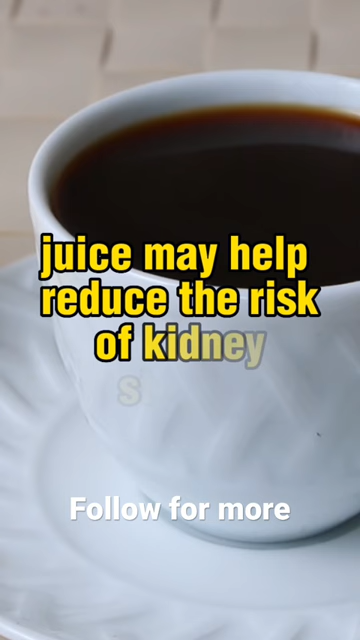 juice may help
reduce the risk
of kidney
s
Follow for more